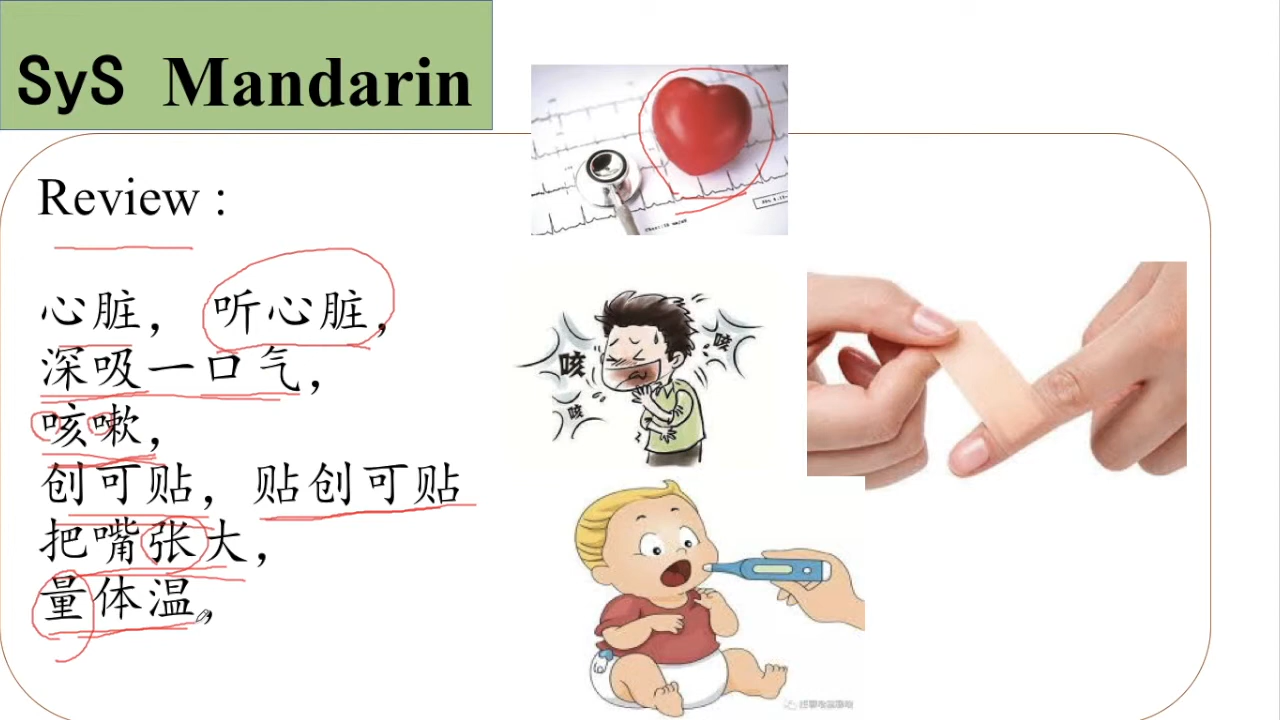 SyS Mandarin
Review :
心脏， 听心脏，
深吸一口气，
咳嗽，
创可贴，贴创可贴
把嘴张大，
量体温。
咳
咳
咳